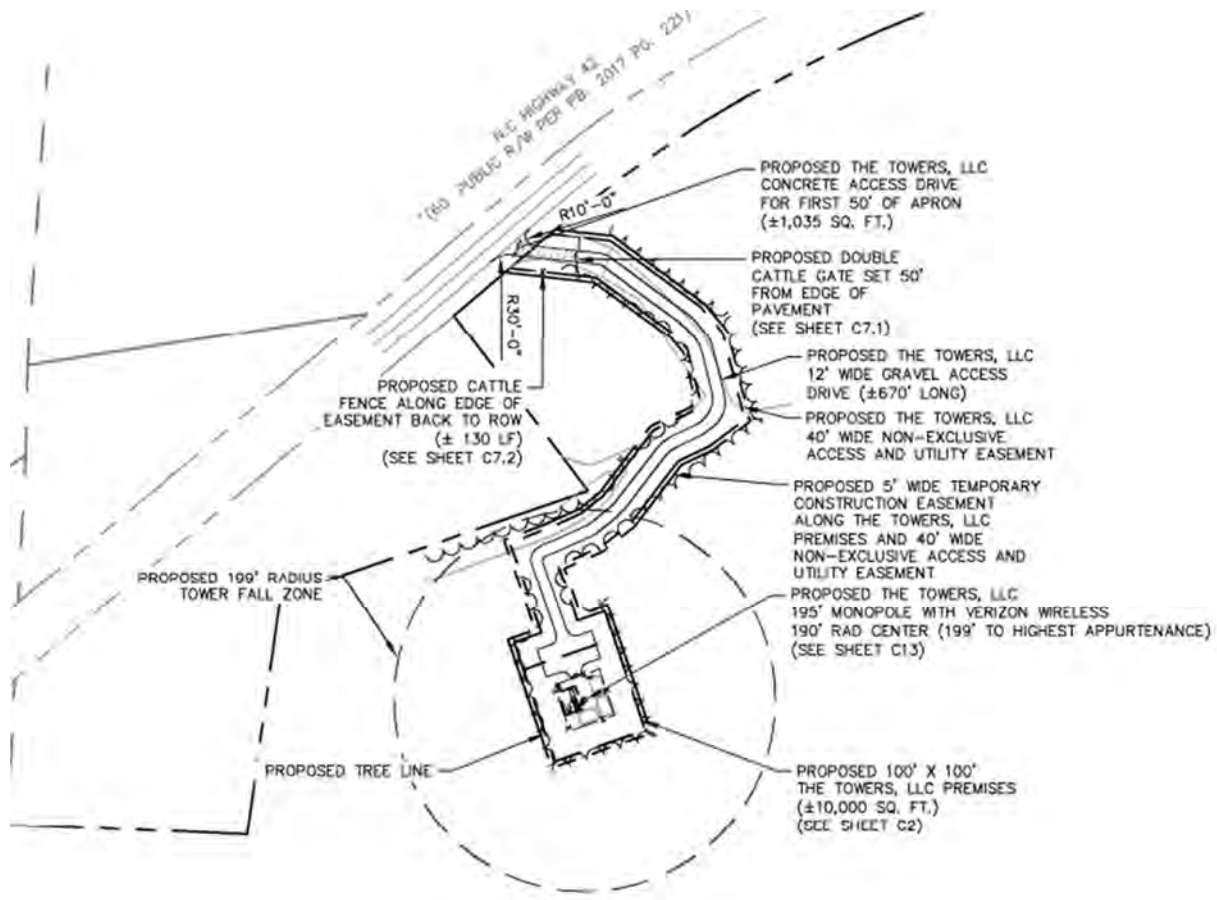 N.C HIGHWAY 42
(60' PUBLIC R/W PER PB. 2017 PG. 225)
R10'-0"
PROPOSED THE TOWERS, LLC
CONCRETE ACCESS DRIVE
FOR FIRST 50' OF APRON
(±1,035 SQ. FT.)
PROPOSED DOUBLE
CATTLE GATE SET 50'
FROM EDGE OF
PAVEMENT
(SEE SHEET C7.1)
R30'-0"
PROPOSED THE TOWERS, LLC
12' WIDE GRAVEL ACCESS
DRIVE (±670' LONG)
PROPOSED CATTLE
FENCE ALONG EDGE OF
EASEMENT BACK TO ROW
(± 130 LF)
(SEE SHEET C7.2)
PROPOSED THE TOWERS, LLC
40' WIDE NON-EXCLUSIVE
ACCESS AND UTILITY EASEMENT
PROPOSED 5' WIDE TEMPORARY
CONSTRUCTION EASEMENT
ALONG THE TOWERS, LLC
PREMISES AND 40' WIDE
NON-EXCLUSIVE ACCESS AND
UTILITY EASEMENT
PROPOSED 199' RADIUS
TOWER FALL ZONE
PROPOSED THE TOWERS, LLC
195' MONOPOLE WITH VERIZON WIRELESS
190' RAD CENTER (199' TO HIGHEST APPURTENANCE)
(SEE SHEET C13)
PROPOSED TREE LINE
PROPOSED 100' X 100'
THE TOWERS, LLC PREMISES
(±10,000 SQ. FT.)
(SEE SHEET C2)